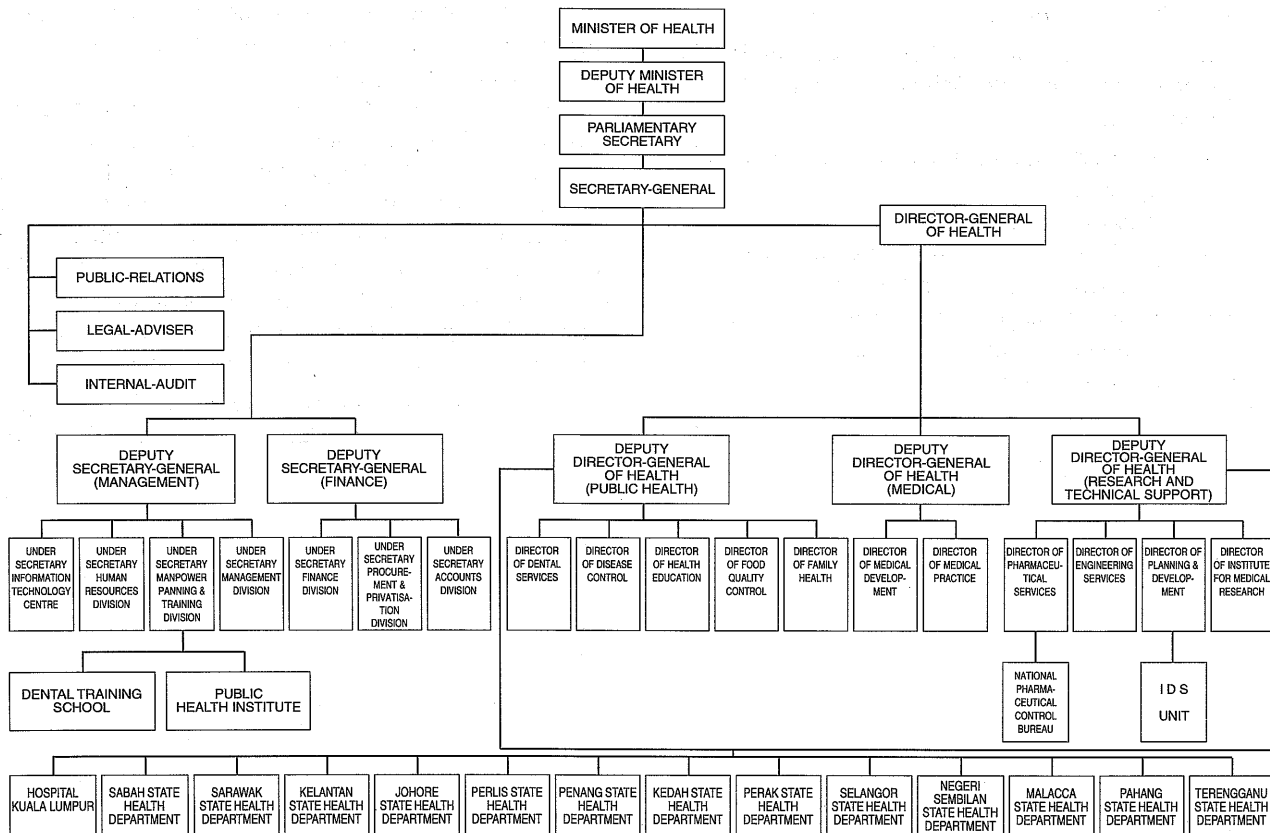 MINISTER OF HEALTH
DEPUTY MINISTER
OF HEALTH
PARLIAMENTARY
SECRETARY
SECRETARY-GENERAL
DIRECTOR-GENERAL
OF HEALTH
PUBLIC-RELATIONS
LEGAL-ADVISER
INTERNAL-AUDIT
DEPUTY
SECRETARY-GENERAL
(MANAGEMENT)
DEPUTY
SECRETARY-GENERAL
(FINANCE)
DEPUTY
DIRECTOR-GENERAL
OF HEALTH
(PUBLIC HEALTH)
DEPUTY
DIRECTOR-GENERAL
OF HEALTH
(MEDICAL)
DEPUTY
DIRECTOR-GENERAL
OF HEALTH
(RESEARCH AND
TECHNICAL SUPPORT)
UNDER
SECRETARY
INFORMATION
TECHNOLOGY
CENTRE
UNDER
SECRETARY
HUMAN
RESOURCES
DIVISION
UNDER
SECRETARY
MANPOWER
PLANNING &
TRAINING
DIVISION
UNDER
SECRETARY
MANAGEMENT
DIVISION
UNDER
SECRETARY
FINANCE
DIVISION
UNDER
SECRETARY
PROCURE-
MENT &
PRIVATISA-
TION
DIVISION
UNDER
SECRETARY
ACCOUNTS
DIVISION
DIRECTOR
OF DENTAL
SERVICES
DIRECTOR
OF DISEASE
CONTROL
DIRECTOR
OF HEALTH
EDUCATION
DIRECTOR
OF FOOD
QUALITY
CONTROL
DIRECTOR
OF FAMILY
HEALTH
DIRECTOR
OF MEDICAL
DEVELOP-
MENT
DIRECTOR
OF MEDICAL
PRACTICE
DIRECTOR OF
PHARMACEU-
TICAL
SERVICES
DIRECTOR OF
ENGINEERING
SERVICES
DIRECTOR OF
PLANNING &
DEVELOP-
MENT
DIRECTOR
OF INSTITUTE
FOR MEDICAL
RESEARCH
DENTAL TRAINING
SCHOOL
PUBLIC
HEALTH INSTITUTE
NATIONAL
PHARMA-
CEUTICAL
CONTROL
BUREAU
I D S
UNIT
HOSPITAL
KUALA LUMPUR
SABAH STATE
HEALTH
DEPARTMENT
SARAWAK
STATE HEALTH
DEPARTMENT
KELANTAN
STATE HEALTH
DEPARTMENT
JOHORE
STATE HEALTH
DEPARTMENT
PERLIS STATE
HEALTH
DEPARTMENT
PENANG STATE
HEALTH
DEPARTMENT
KEDAH STATE
HEALTH
DEPARTMENT
PERAK STATE
HEALTH
DEPARTMENT
SELANGOR
STATE HEALTH
DEPARTMENT
NEGERI
SEMBILAN
STATE HEALTH
DEPARTMENT
MALACCA
STATE HEALTH
DEPARTMENT
PAHANG
STATE HEALTH
DEPARTMENT
TERENGGANU
STATE HEALTH
DEPARTMENT